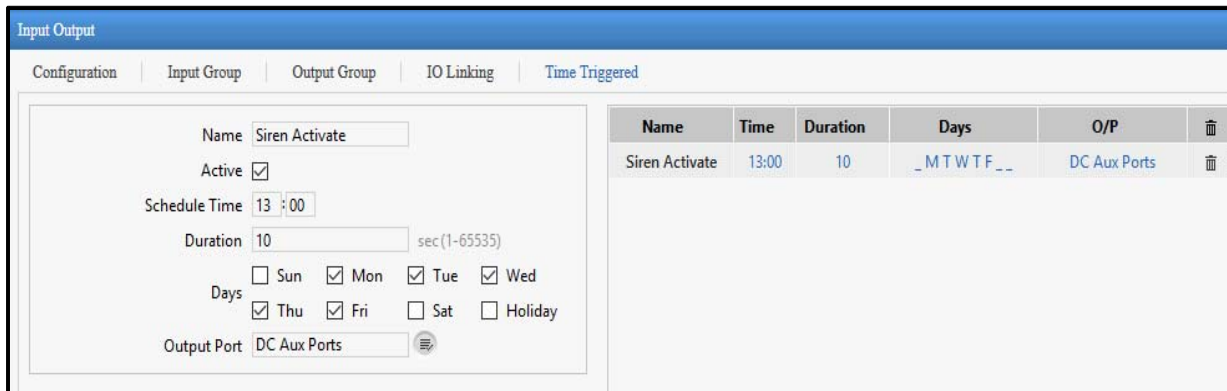 Input Output
Configuration Input Group Output Group IO Linking Time Triggered
Name Siren Activate
Active
Schedule Time 13 : 00
Duration 10 sec (1-65535)
Days
Sun Mon Tue Wed
Thu Fri Sat Holiday
Output Port DC Aux Ports
Name Time Duration Days O/P
Siren Activate 13:00 10 _ M T W T F _ _ DC Aux Ports